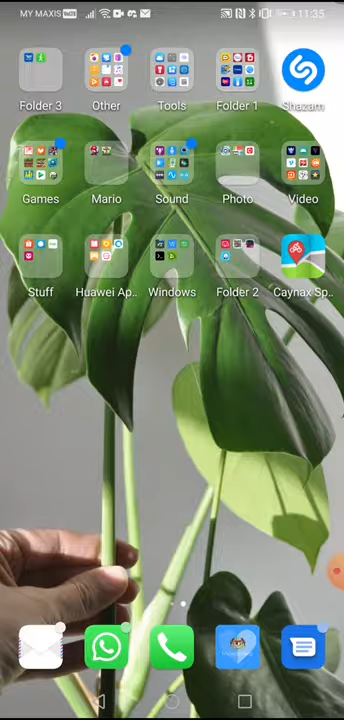 MY MAXIS 11:35
Folder 3 Other Tools Folder 1 Shazam
Games Mario Sound Photo Video
Stuff Huawei Ap.. Windows Folder 2 Caynax Sp..